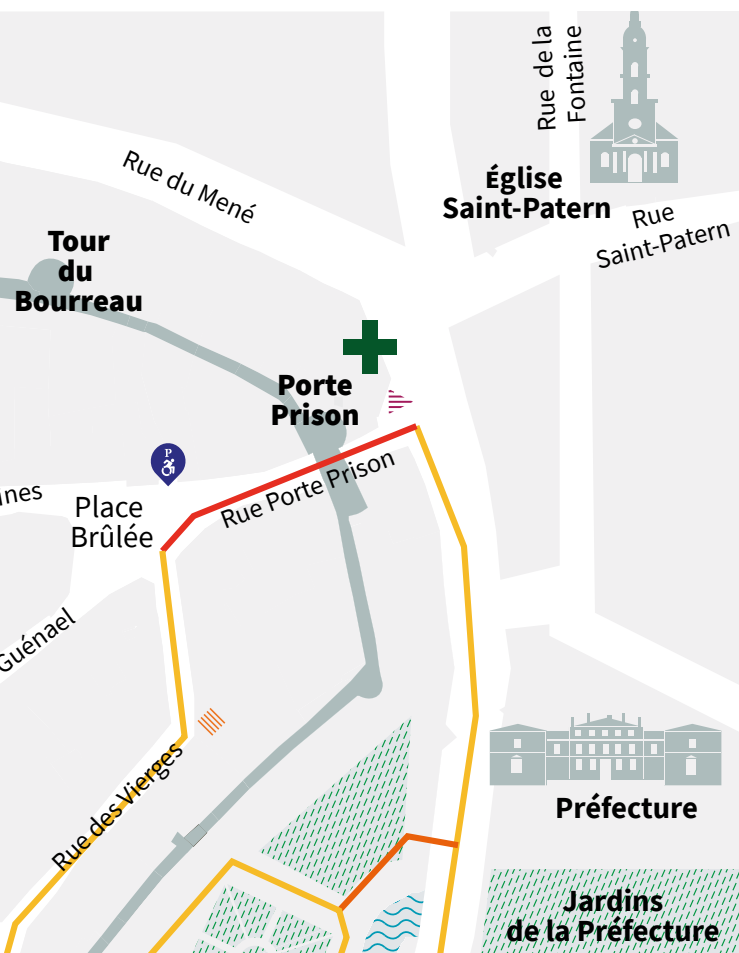 Rue de la
Fontaine
Église
Saint-Patern
Rue
Saint-Patern
Rue du Mené
Tour
du
Bourreau
Porte
Prison
P
Rue Porte Prison
Place
Brûlée
Guénael
Rue des Vierges
Préfecture
Jardins
de la Préfecture